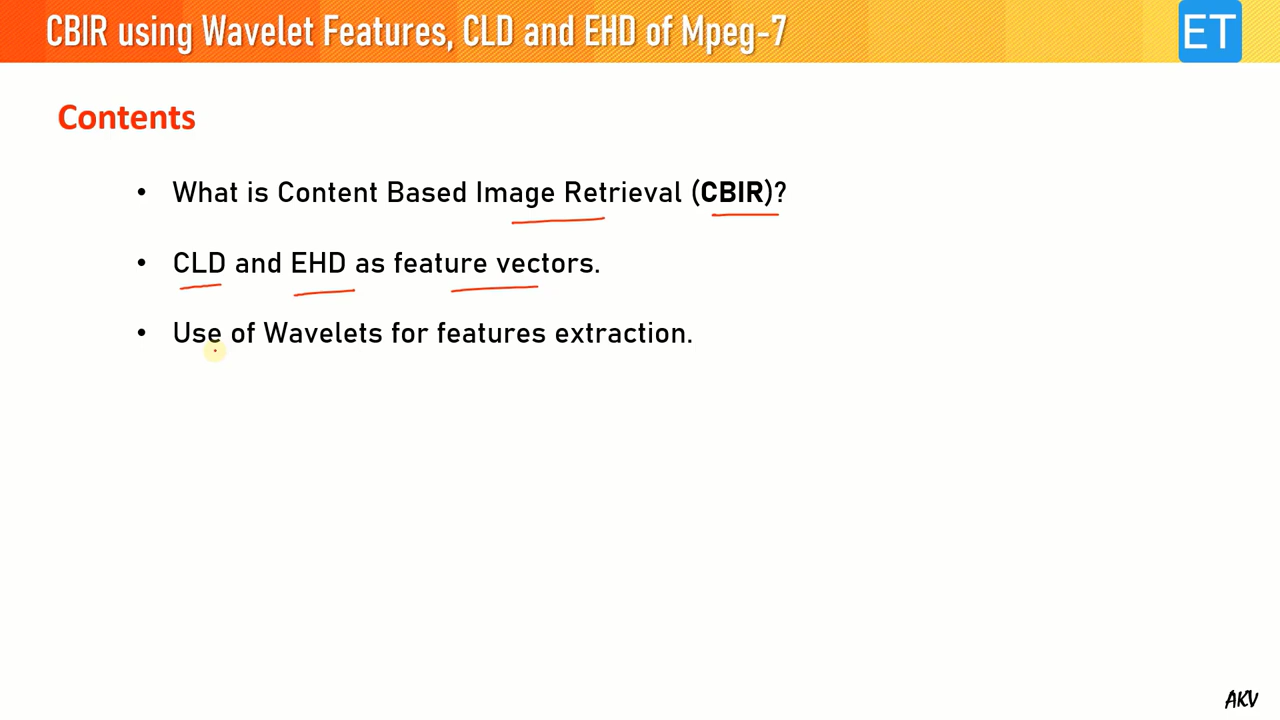 CBIR using Wavelet Features, CLD and EHD of Mpeg-7
ET
Contents
• What is Content Based Image Retrieval (CBIR)?
• CLD and EHD as feature vectors.
• Use of Wavelets for features extraction.
AKV